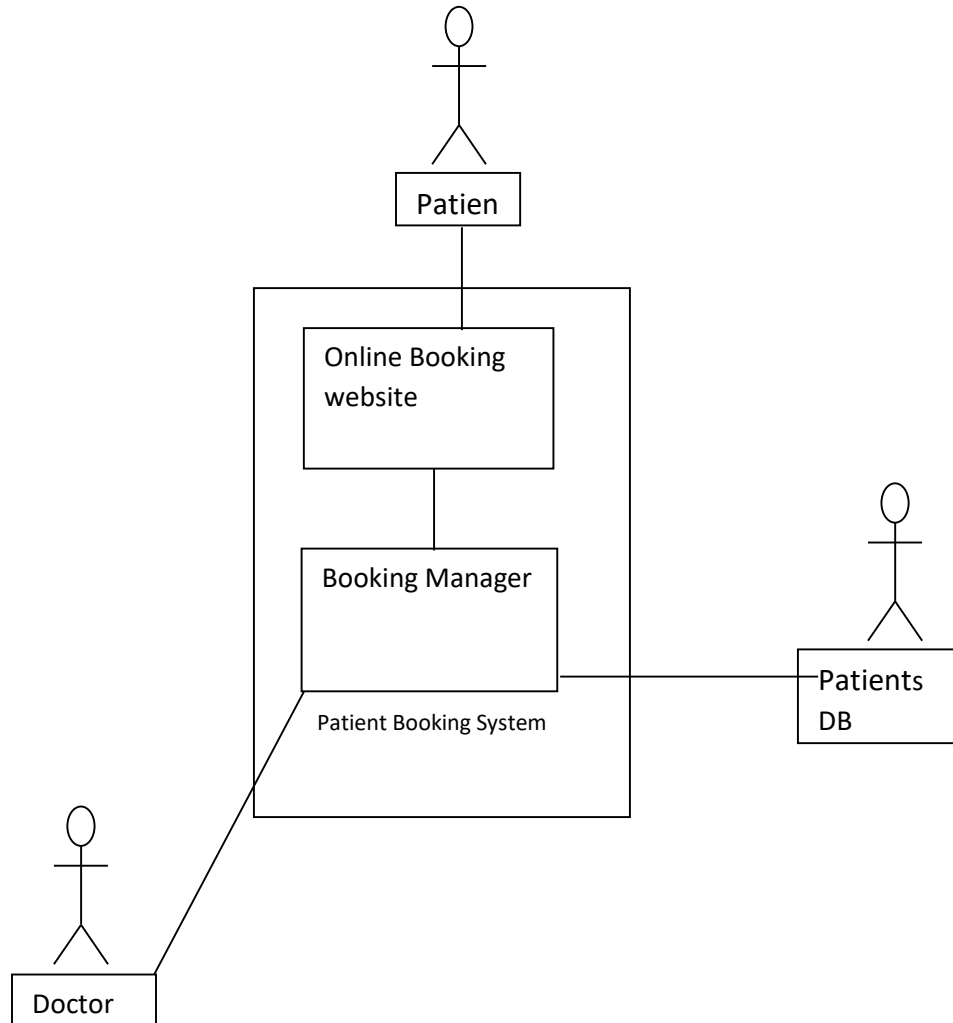 Patien
Online Booking
website
Booking Manager
Patient Booking System
Patients
DB
Doctor